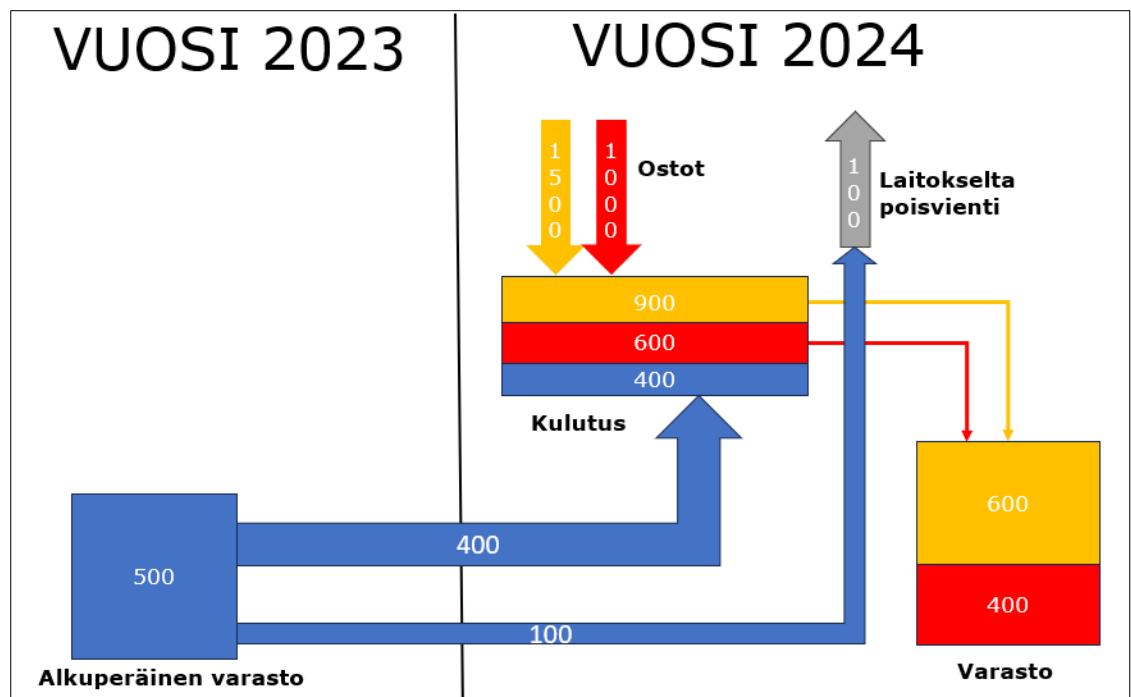 VUOSI 2023
VUOSI 2024
1500
1000
Ostot
100
Laitokselta
poisvienti
900
600
400
Kulutus
500
400
100
600
400
Alkuperäinen varasto
Varasto